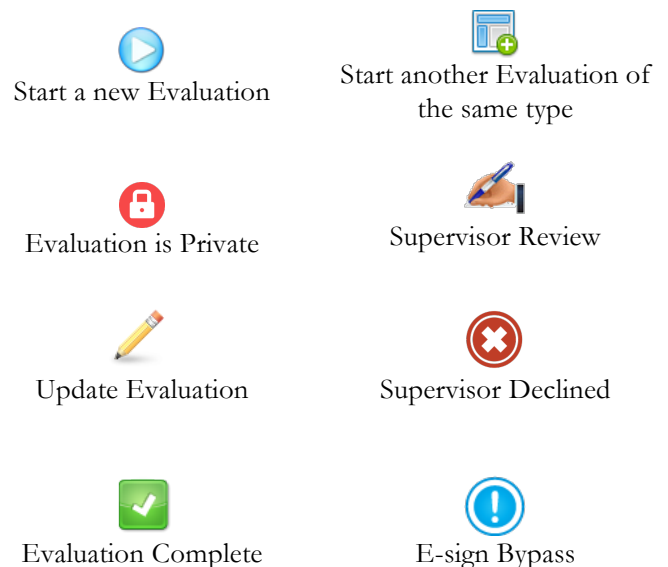 Start a new Evaluation
Start another Evaluation of
the same type
Evaluation is Private
Supervisor Review
Update Evaluation
Supervisor Declined
Evaluation Complete
E-sign Bypass